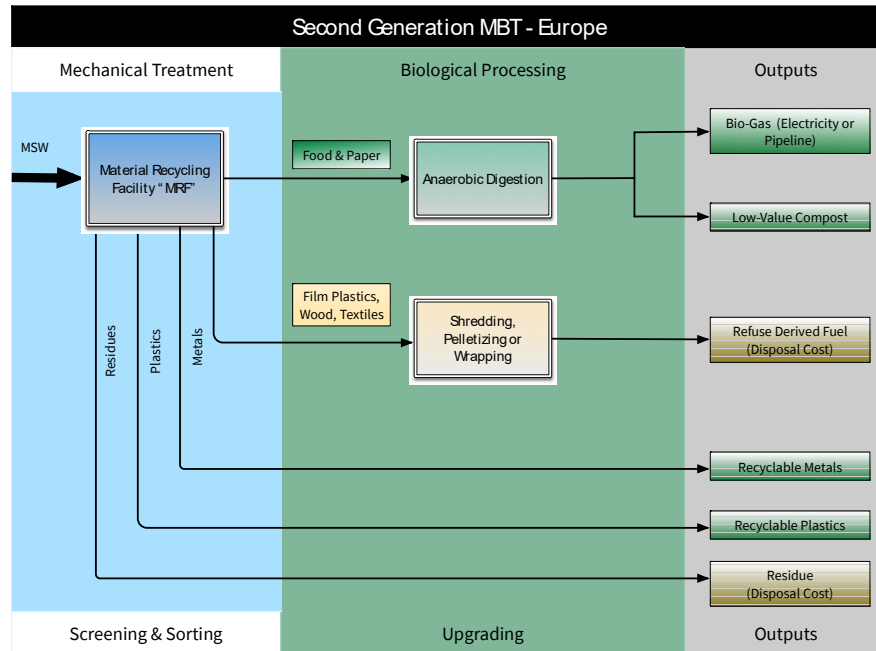 Second Generation MBT - Europe
Mechanical Treatment
Biological Processing
Outputs
MSW
Material Recycling
Facility “ MRF”
Food & Paper
Anaerobic Digestion
Bio-Gas (Electricity or
Pipeline)
Low-Value Compost
Film Plastics,
Wood, Textiles
Shredding,
Pelletizing or
Wrapping
Refuse Derived Fuel
(Disposal Cost)
Residues
Plastics
Metals
Recyclable Metals
Recyclable Plastics
Residue
(Disposal Cost)
Screening & Sorting
Upgrading
Outputs